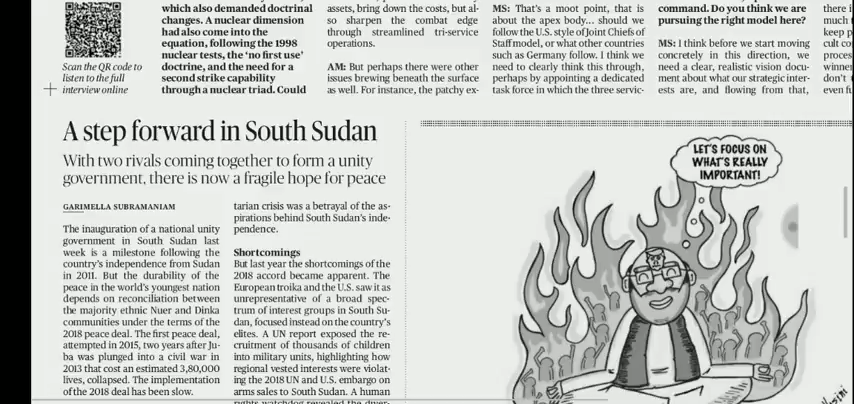 which also demanded doctrinal
changes. A nuclear dimension
had also come into the
equation, following the 1998
nuclear tests, the ‘no first use’
doctrine, and the need for a
second strike capability
through a nuclear triad. Could
Scan the QR code to
listen to the full
interview online
assets, bring down the costs, but al-
so sharpen the combat edge
through streamlined tri-service
operations.
AM: But perhaps there were other
issues brewing beneath the surface
as well. For instance, the patchy ex-
MS: That’s a moot point, that is
about the apex body... should we
follow the U.S. style of Joint Chiefs of
Staff model, or what other countries
such as Germany follow. I think we
need to clearly think this through,
perhaps by appointing a dedicated
task force in which the three servic-
command. Do you think we are
pursuing the right model here?
MS: I think before we start moving
concretely in this direction, we
need a clear, realistic vision docu-
ment about what our strategic inter-
ests are, and flowing from that,
there i
much t
keep p
cult co
proces
winner
don’t
even fu
A step forward in South Sudan
With two rivals coming together to form a unity
government, there is now a fragile hope for peace
GARIMELLA SUBRAMANIAM
The inauguration of a national unity
government in South Sudan last
week is a milestone following the
country’s independence from Sudan
in 2011. But the durability of the
peace in the world’s youngest nation
depends on reconciliation between
the majority ethnic Nuer and Dinka
communities under the terms of the
2018 peace deal. The first peace deal,
attempted in 2015, two years after Ju-
ba was plunged into a civil war in
2013 that cost an estimated 3,80,000
lives, collapsed. The implementation
of the 2018 deal has been slow.
tarian crisis was a betrayal of the as-
pirations behind South Sudan’s inde-
pendence.
Shortcomings
But last year the shortcomings of the
2018 accord became apparent. The
European troika and the U.S. saw it as
unrepresentative of a broad spec-
trum of interest groups in South Su-
dan, focused instead on the country’s
elites. A UN report exposed the re-
cruitment of thousands of children
into military units, highlighting how
regional vested interests were violat-
ing the 2018 UN and U.S. embargo on
arms sales to South Sudan. A human
rights watchdog revealed the diver-
LET'S FOCUS ON
WHAT'S REALLY
IMPORTANT!